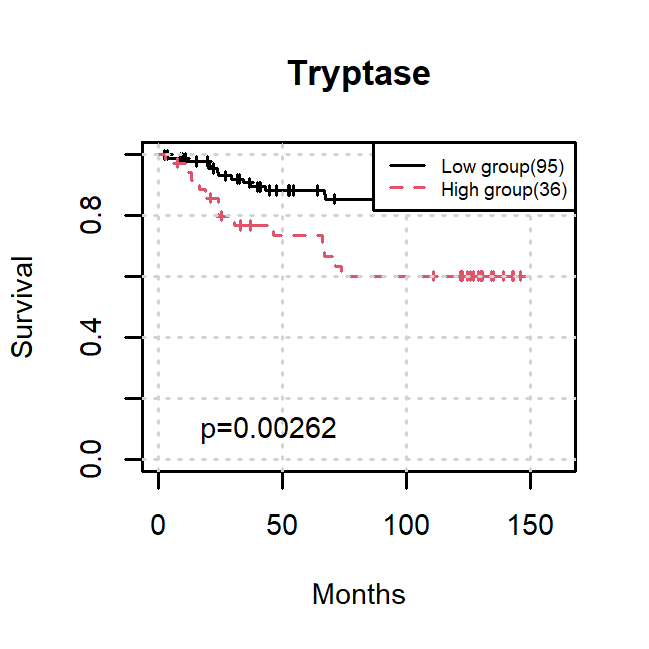 Tryptase
Low group(95)
High group(36)
0.8
0.4
0.0
Survival
p=0.00262
0 50 100 150
Months